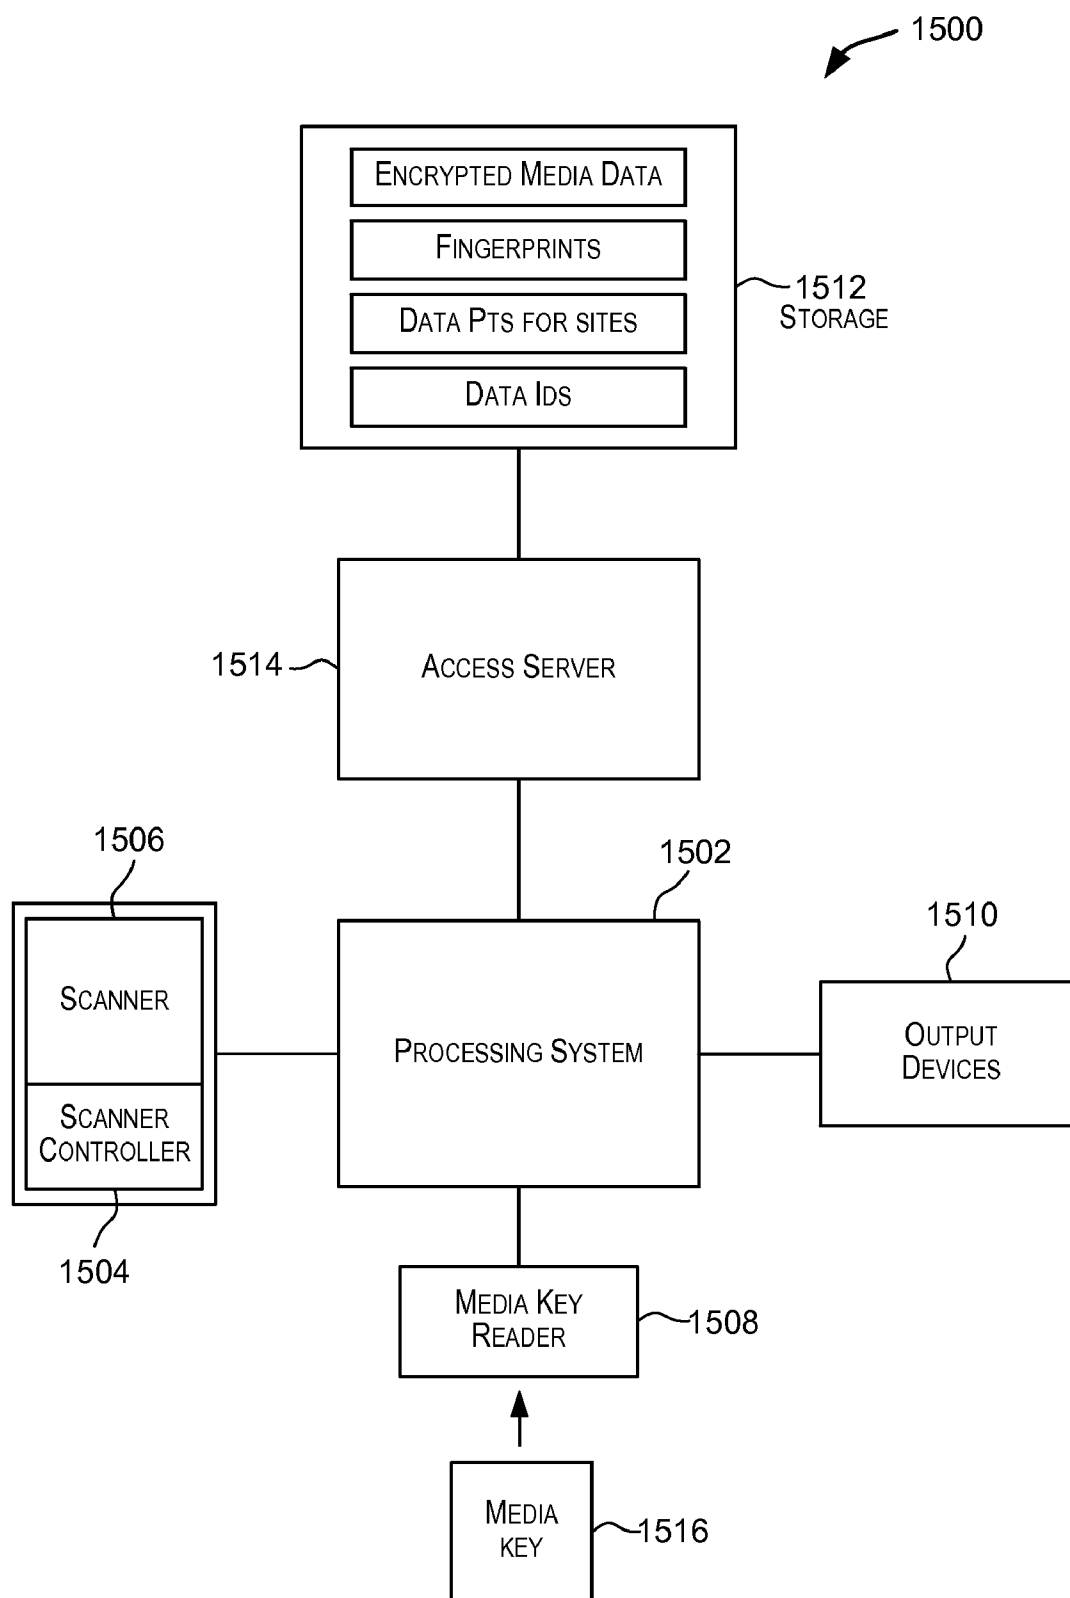 1500
ENCRYPTED MEDIA DATA
FINGERPRINTS
DATA PTS FOR SITES
DATA IDS
1512
STORAGE
1514
ACCESS SERVER
1506
1502
1510
SCANNER
PROCESSING SYSTEM
OUTPUT
DEVICES
SCANNER
CONTROLLER
1504
MEDIA KEY
READER
1508
MEDIA
KEY
1516